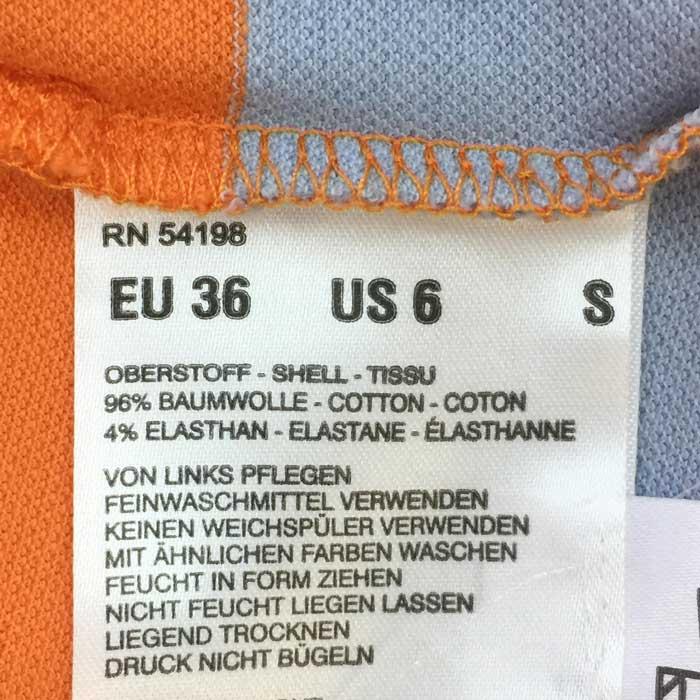 RN 54198
EU 36 US 6 S
OBERSTOFF - SHELL - TISSU
96% BAUMWOLLE - COTTON - COTON
4% ELASTHAN - ELASTANE - ÉLASTHANNE
VON LINKS PFLEGEN
FEINWASCHMITTEL VERWENDEN
KEINEN WEICHSPÜLER VERWENDEN
MIT ÄHNLICHEN FARBEN WASCHEN
FEUCHT IN FORM ZIEHEN
NICHT FEUCHT LIEGEN LASSEN
LIEGEND TROCKNEN
DRUCK NICHT BÜGELN